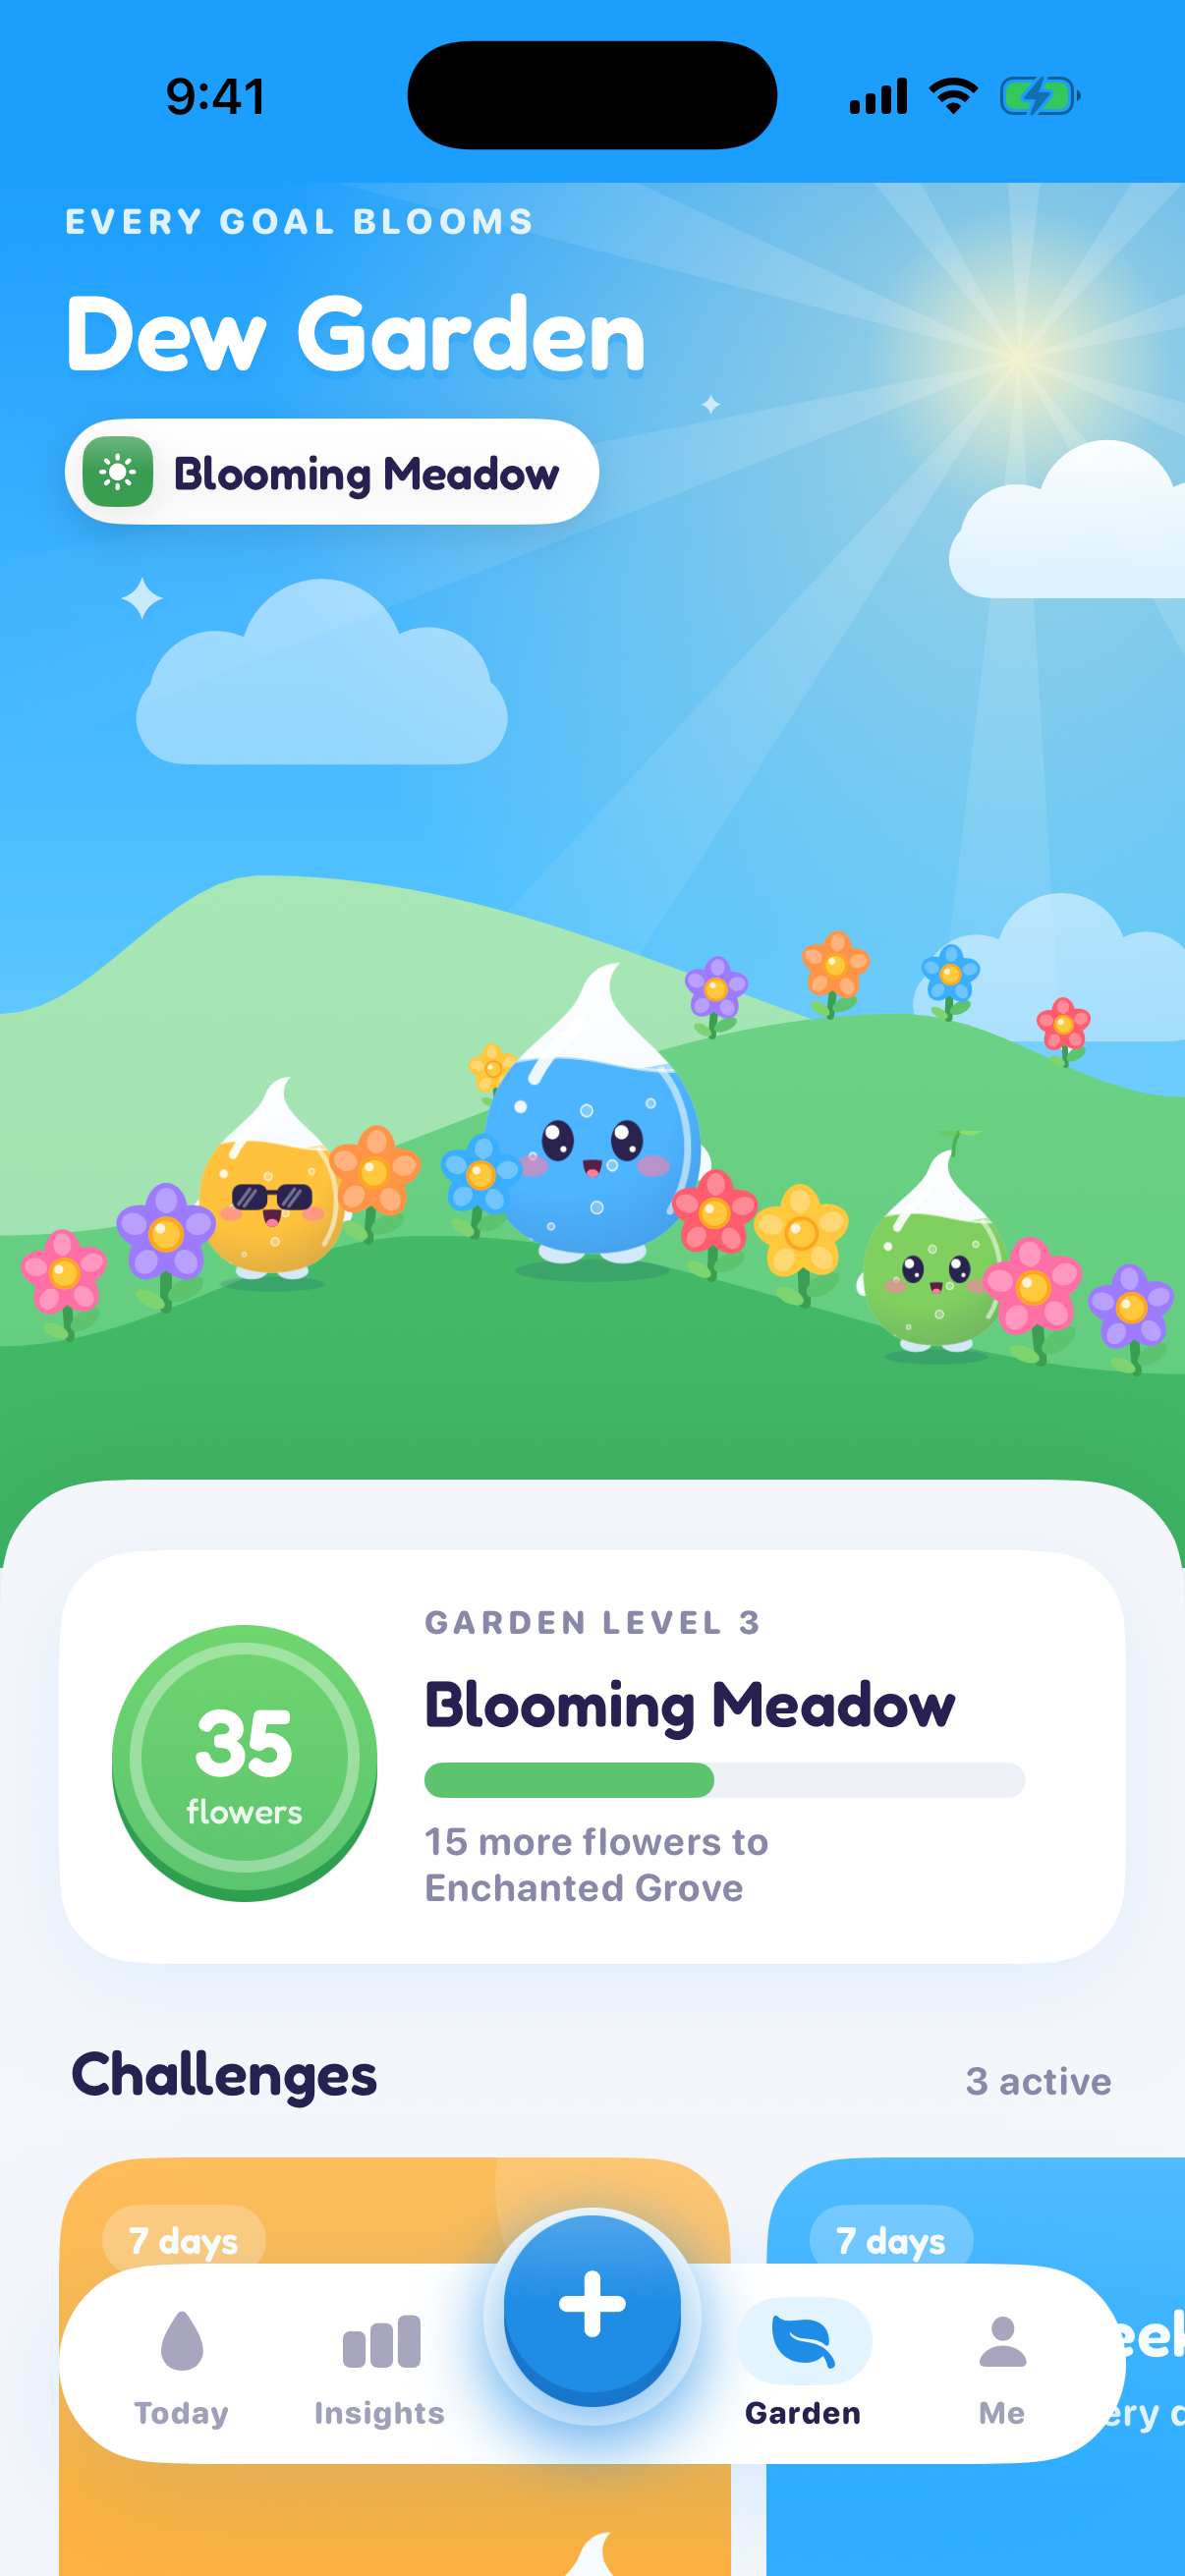 9:41
EVERY GOAL BLOOMS
Dew Garden
Blooming Meadow
GARDEN LEVEL 3
Blooming Meadow
35
flowers
15 more flowers to
Enchanted Grove
Challenges
3 active
7 days
7 days
Today
Insights
Garden
Me